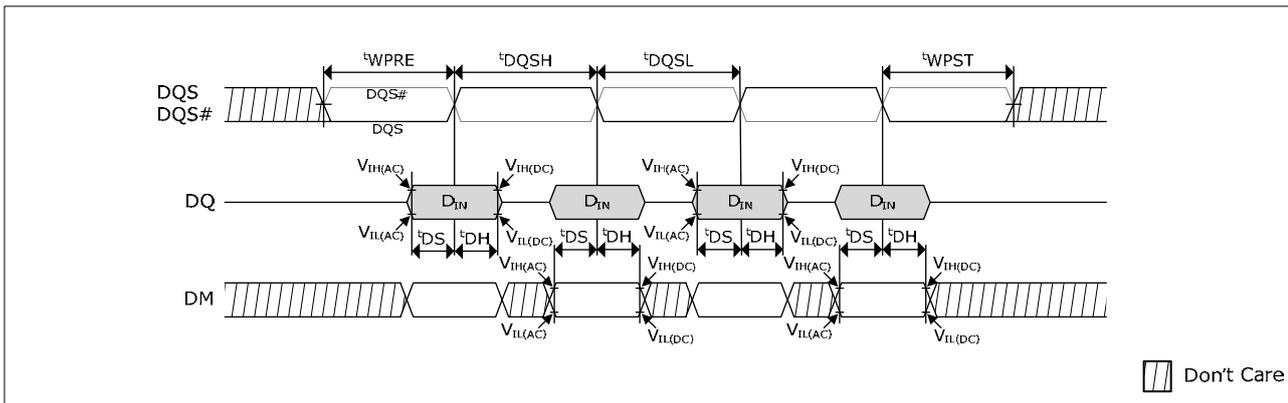 tWPRE tDQSH tDQSL tWPST
DQS
DQS#
DQS#
DQS
VIH(AC) VIH(DC) VIH(AC) VIH(DC)
DQ DIN DIN DIN DIN
VIL(AC) tDS tDH VIL(DC) tDS tDH VIL(AC) tDS tDH VIL(DC) tDS tDH
VIH(AC) VIH(DC) VIH(AC) VIH(DC)
DM
VIL(AC) VIL(DC) VIL(AC) VIL(DC)
Don't Care